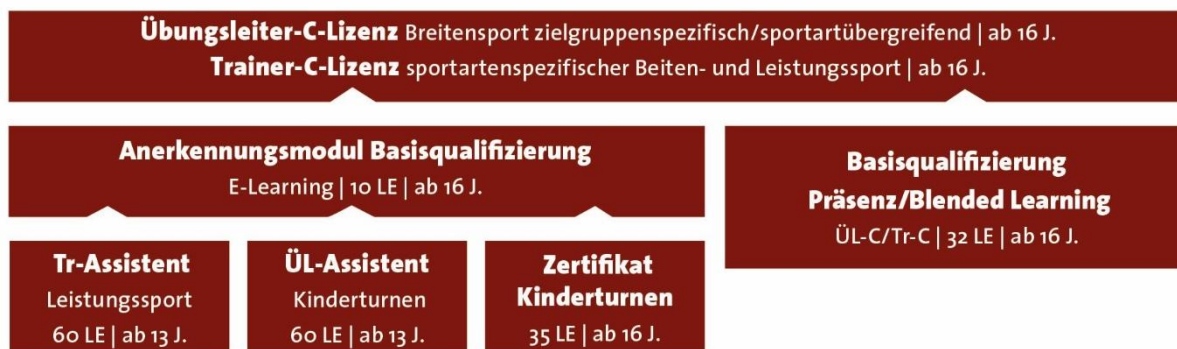 Übungsleiter-C-Lizenz Breitensport zielgruppenspezifisch/sportartübergreifend | ab 16 J.
Trainer-C-Lizenz sportartenspezifischer Beiten- und Leistungssport | ab 16 J.
Anerkennungsmodul Basisqualifizierung
E-Learning | 10 LE | ab 16 J.
Basisqualifizierung
Präsenz/Blended Learning
ÜL-C/Tr-C | 32 LE | ab 16 J.
Tr-Assistent
Leistungssport
60 LE | ab 13 J.
ÜL-Assistent
Kinderturnen
60 LE | ab 13 J.
Zertifikat
Kinderturnen
35 LE | ab 16 J.